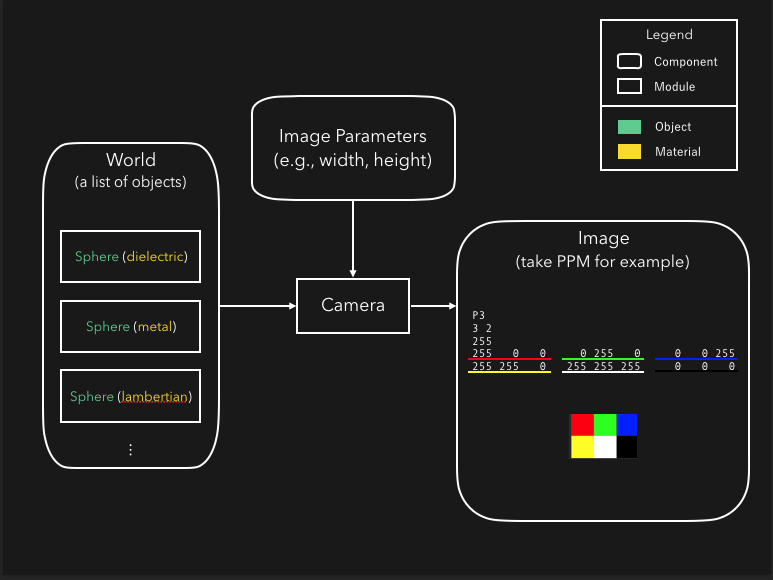 Legend
Component
Module
Object
Material
Image Parameters
(e.g., width, height)
World
(a list of objects)
Sphere (dielectric)
Sphere (metal)
Sphere (lambertian)
⋮
Camera
Image
(take PPM for example)
P3
3 2
255
255 0 0 0 255 0 0 0 255
255 255 0 255 255 255 0 0 0